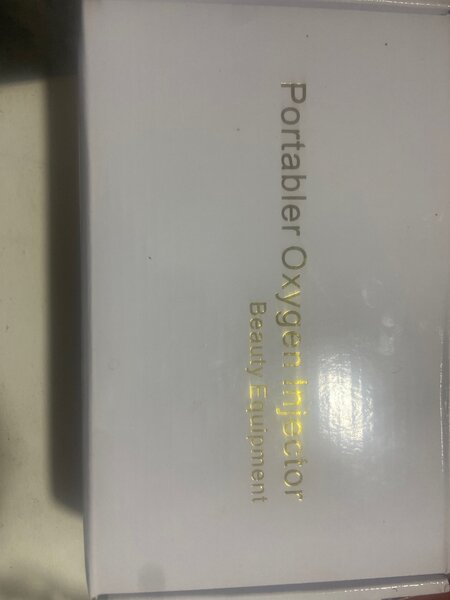 Portabler Oxygen Injector
Beauty Equipment